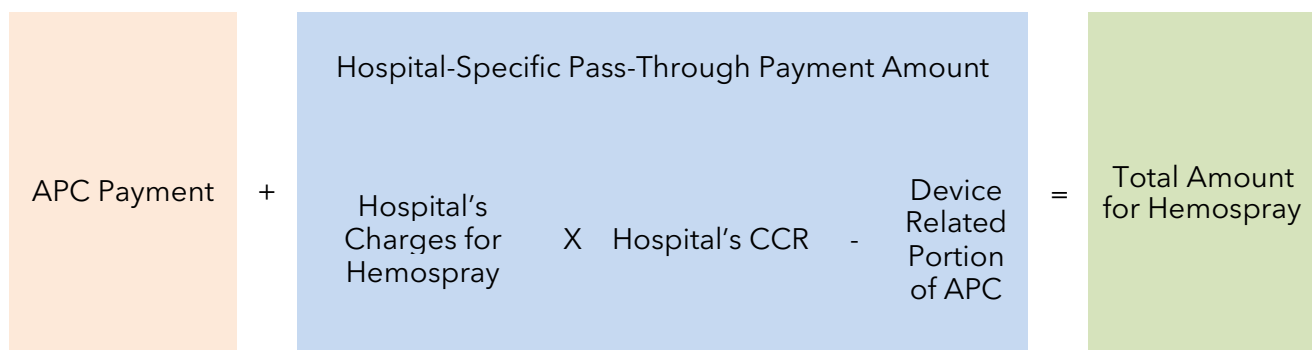 Hospital-Specific Pass-Through Payment Amount
APC Payment
+
Hospital's
Charges for
Hemospray
X
Hospital's CCR
-
Device
Related
Portion
of APC
=
Total Amount
for Hemospray